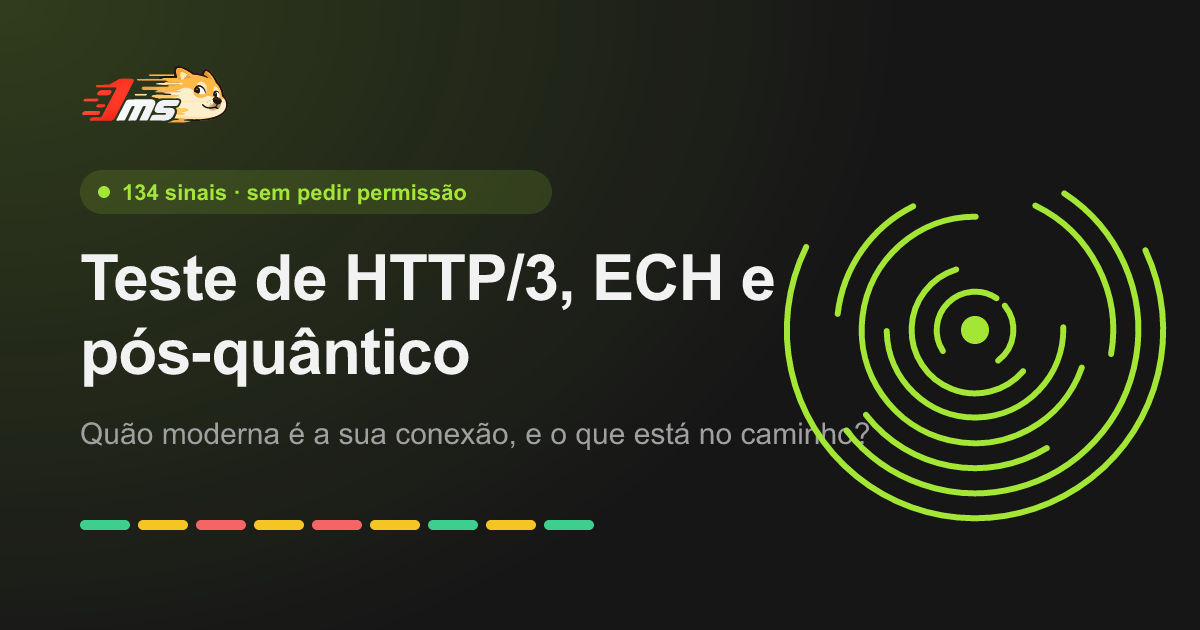 1ms
134 sinais · sem pedir permissão
Teste de HTTP/3, ECH e
pós-quântico
Quão moderna é a sua conexão, e o que está no caminho?